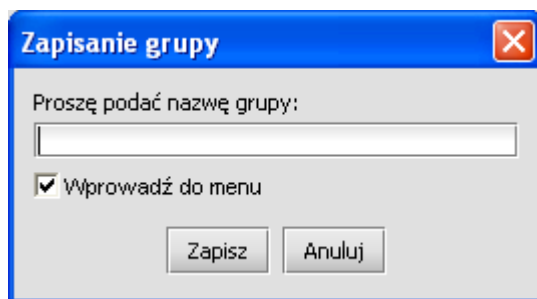 Zapisanie grupy
Proszę podać nazwę grupy:
Wprowadź do menu
Zapisz Anuluj